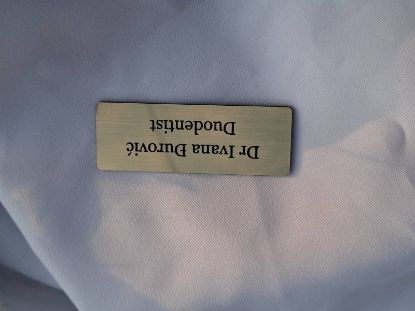 Dr Ivana Đurović
Duodentist